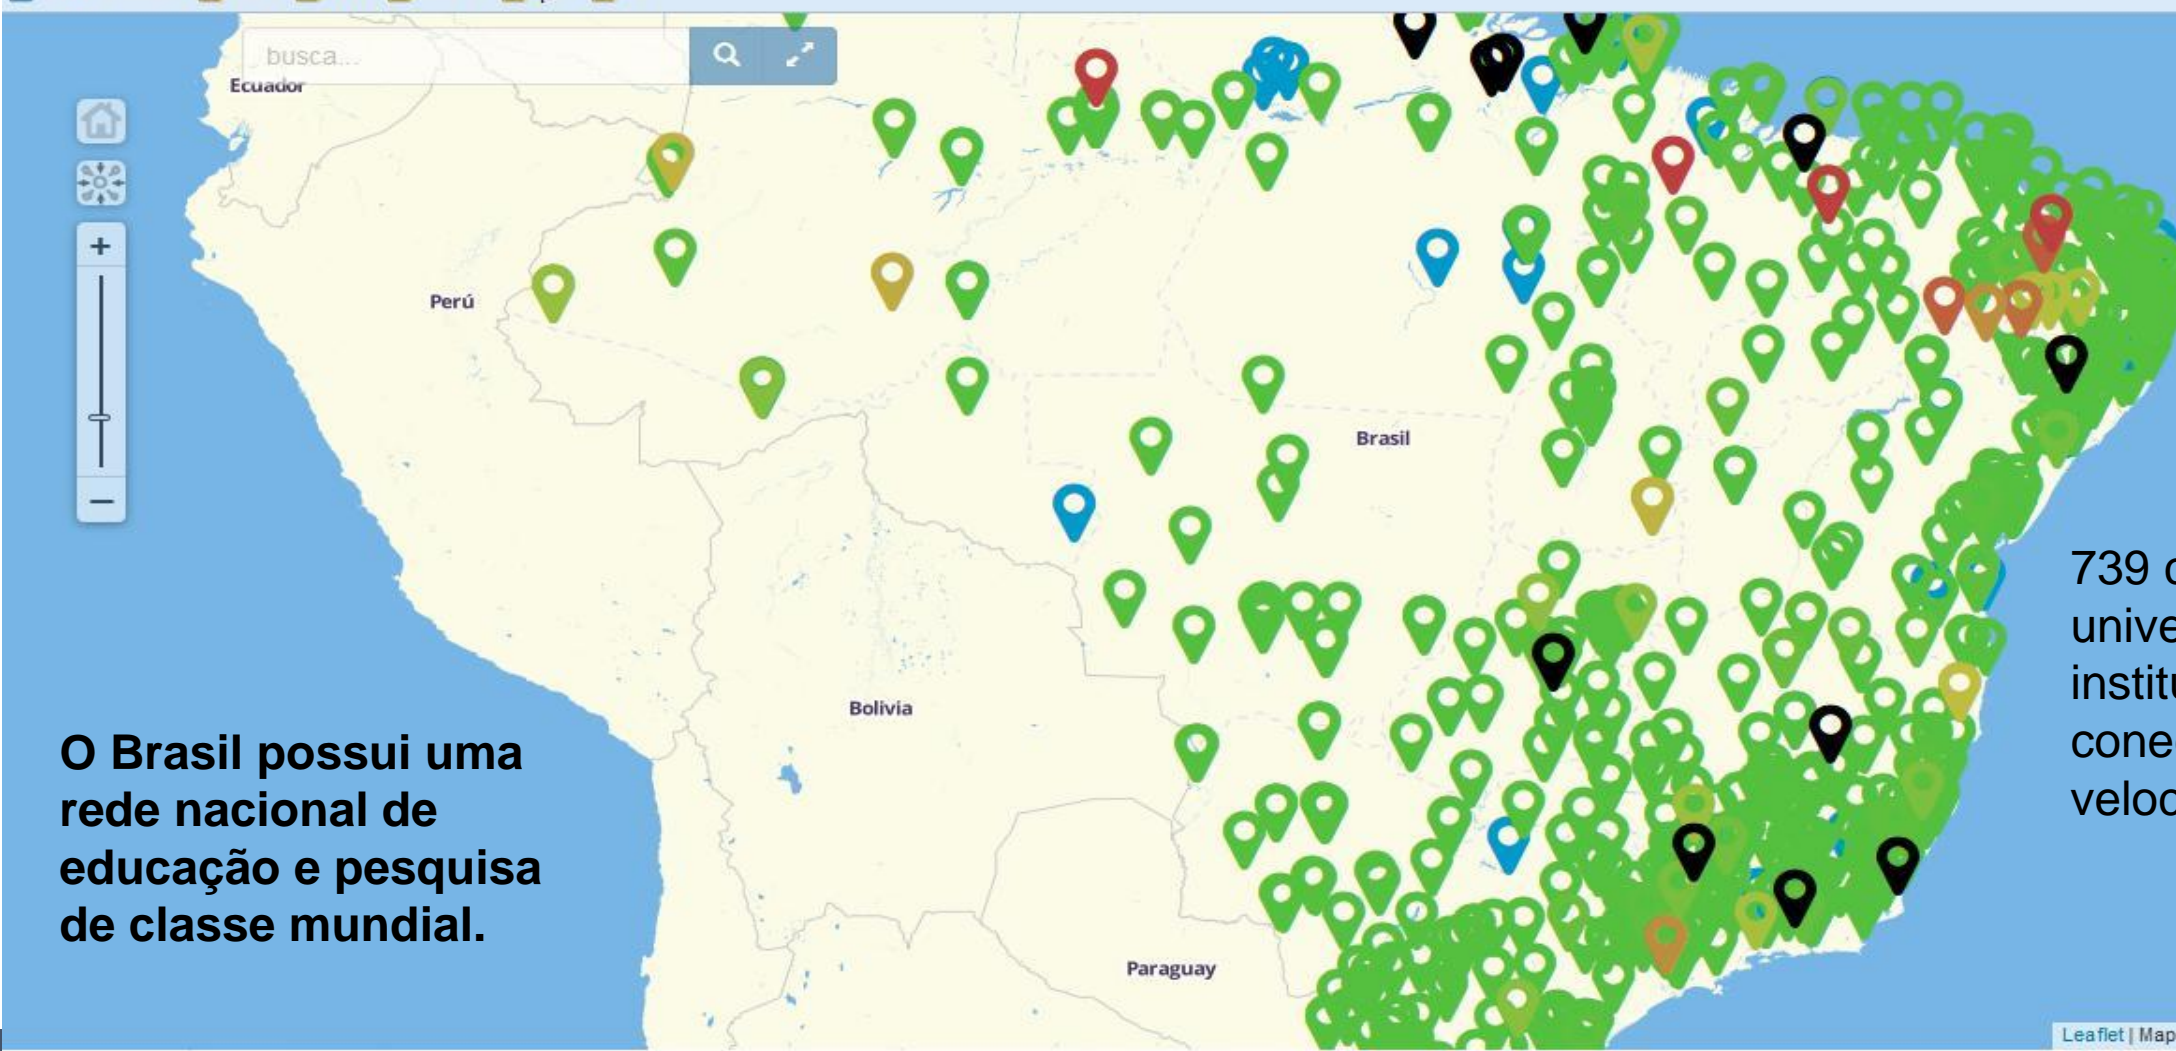 busca...
Ecuador
+
Perú
−
Brasil
739
Bolivia
O Brasil possui uma
rede nacional de
educação e pesquisa
de classe mundial.
Paraguay
Leaflet | Map